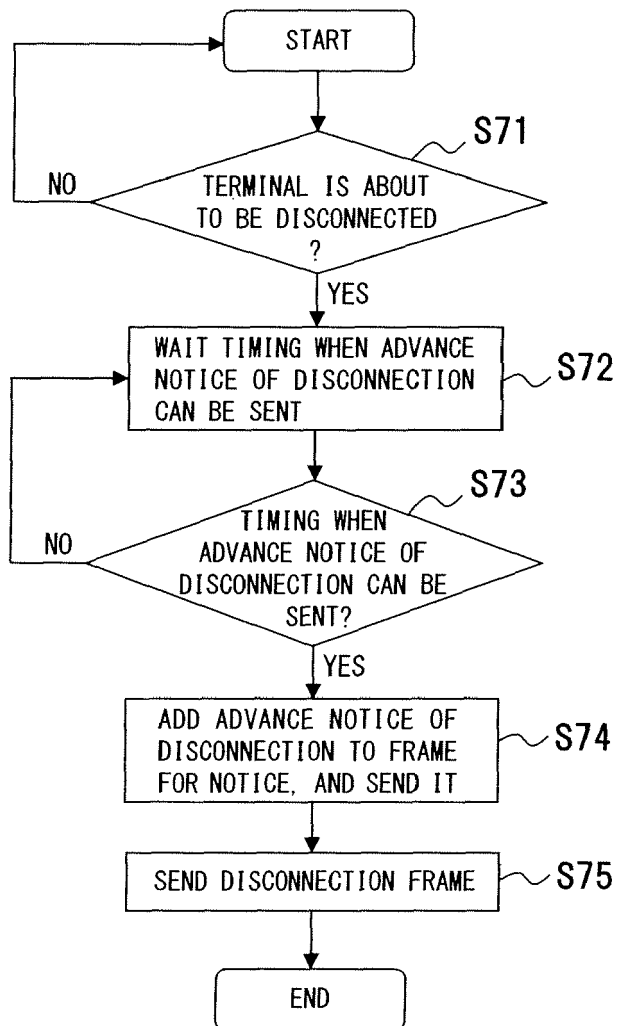 START
S71
NO
TERMINAL IS ABOUT
TO BE DISCONNECTED
?
YES
WAIT TIMING WHEN ADVANCE
NOTICE OF DISCONNECTION
CAN BE SENT
S72
S73
NO
TIMING WHEN
ADVANCE NOTICE OF
DISCONNECTION CAN BE
SENT?
YES
ADD ADVANCE NOTICE OF
DISCONNECTION TO FRAME
FOR NOTICE, AND SEND IT
S74
SEND DISCONNECTION FRAME
S75
END